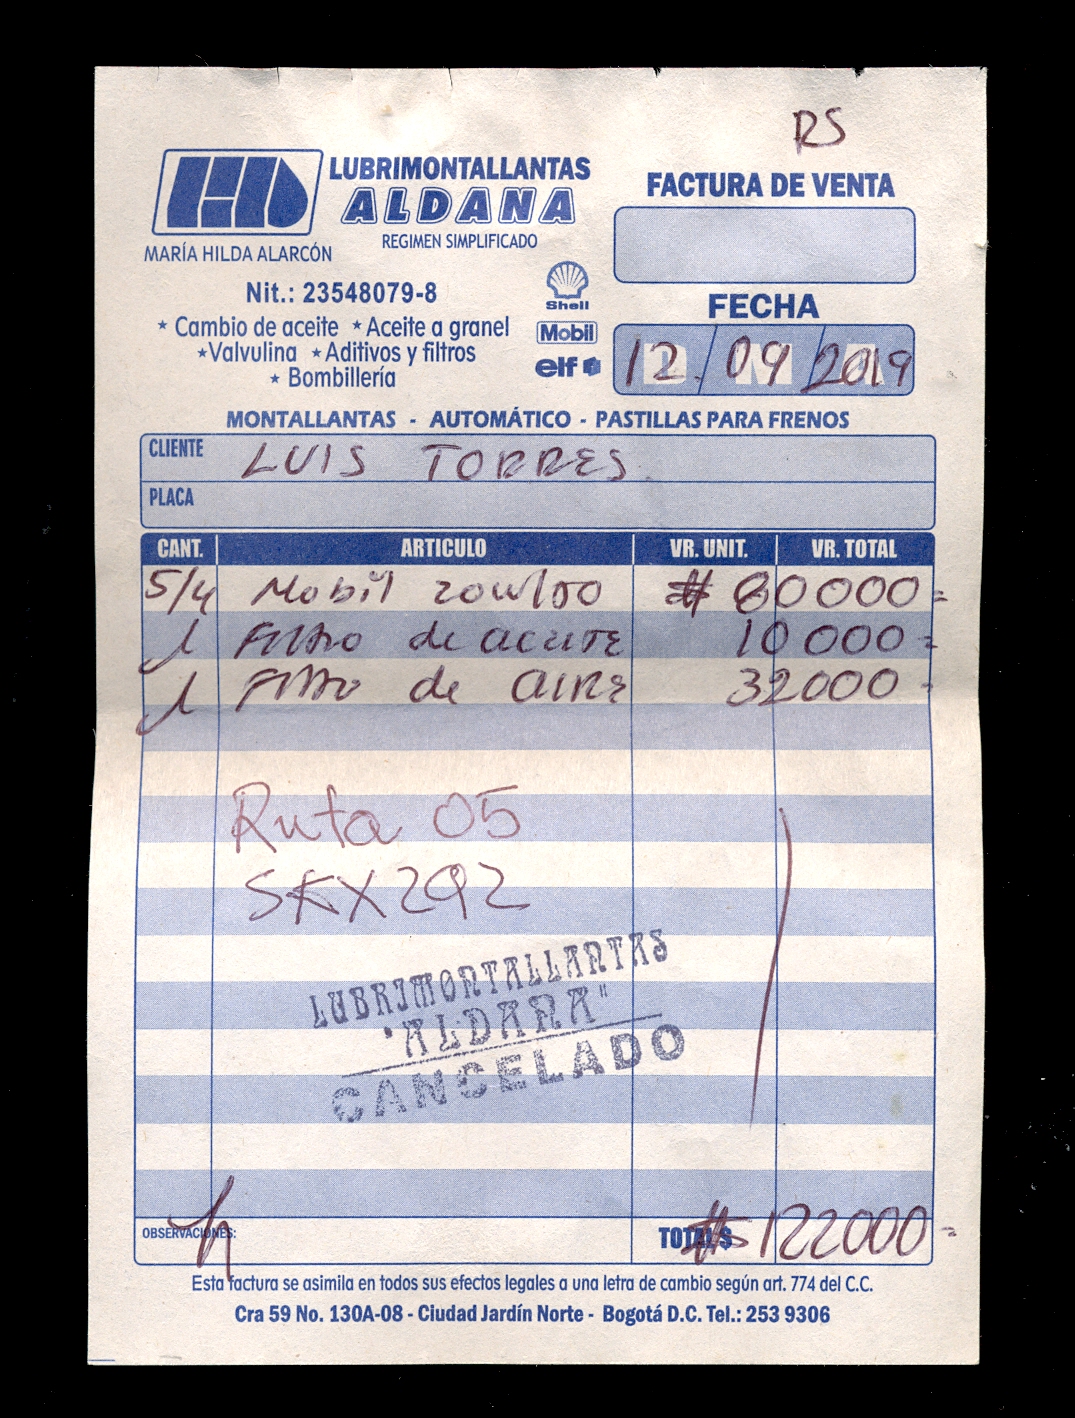 RS
LUBRIMONTALLANTAS
ALDANA
REGIMEN SIMPLIFICADO
MARÍA HILDA ALARCÓN
Nit.: 23548079-8
* Cambio de aceite * Aceite a granel
* Valvulina * Aditivos y filtros
* Bombillería
Shell
Mobil
elf
FACTURA DE VENTA
FECHA
D M A
12/09/2019
MONTALLANTAS - AUTOMÁTICO - PASTILLAS PARA FRENOS
CLIENTE LUIS TORRES
PLACA
CANT. ARTICULO VR. UNIT. VR. TOTAL
5/4 Mobil 20w/50 $ 80000=
1 Filtro de aceite 10000=
1 Filtro de aire 32000-
Ruta 05
SKX292
LUBRIMONTALLANTAS
"ALDANA"
CANCELADO
OBSERVACIONES: TOTAL $ $122000=
Esta factura se asimila en todos sus efectos legales a una letra de cambio según art. 774 del C.C.
Cra 59 No. 130A-08 - Ciudad Jardín Norte - Bogotá D.C. Tel.: 253 9306